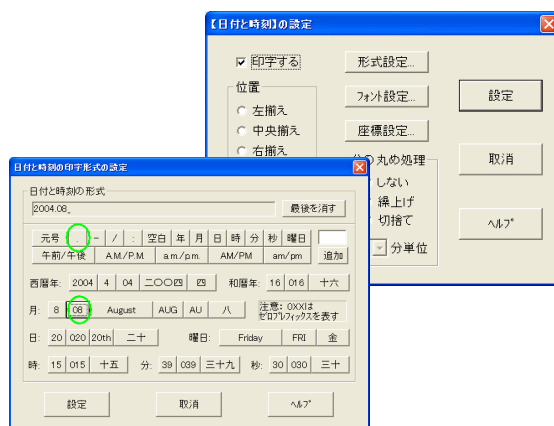 【日付と時刻】の設定
印字する
形式設定...
位置
フォント設定...
設定
左揃え
中央揃え
座標設定...
右揃え
の丸め処理
しない
取消
繰上げ
切捨て
ヘルプ
分単位
日付と時刻の印字形式の設定
日付と時刻の形式
2004.08_
最後を消す
元号 . - / : 空白 年 月 日 時 分 秒 曜日
午前/午後 A.M./P.M. a.m./p.m. AM/PM am/pm 追加
西暦年: 2004 4 04 二〇〇四 四 和暦年: 16 016 十六
月: 8 08 August AUG AU 八 注意: 0XXは
ゼロプレフィックスを表す
日: 20 020 20th 二十 曜日: Friday FRI 金
時: 15 015 十五 分: 39 039 三十九 秒: 30 030 三十
設定 取消 ヘルプ